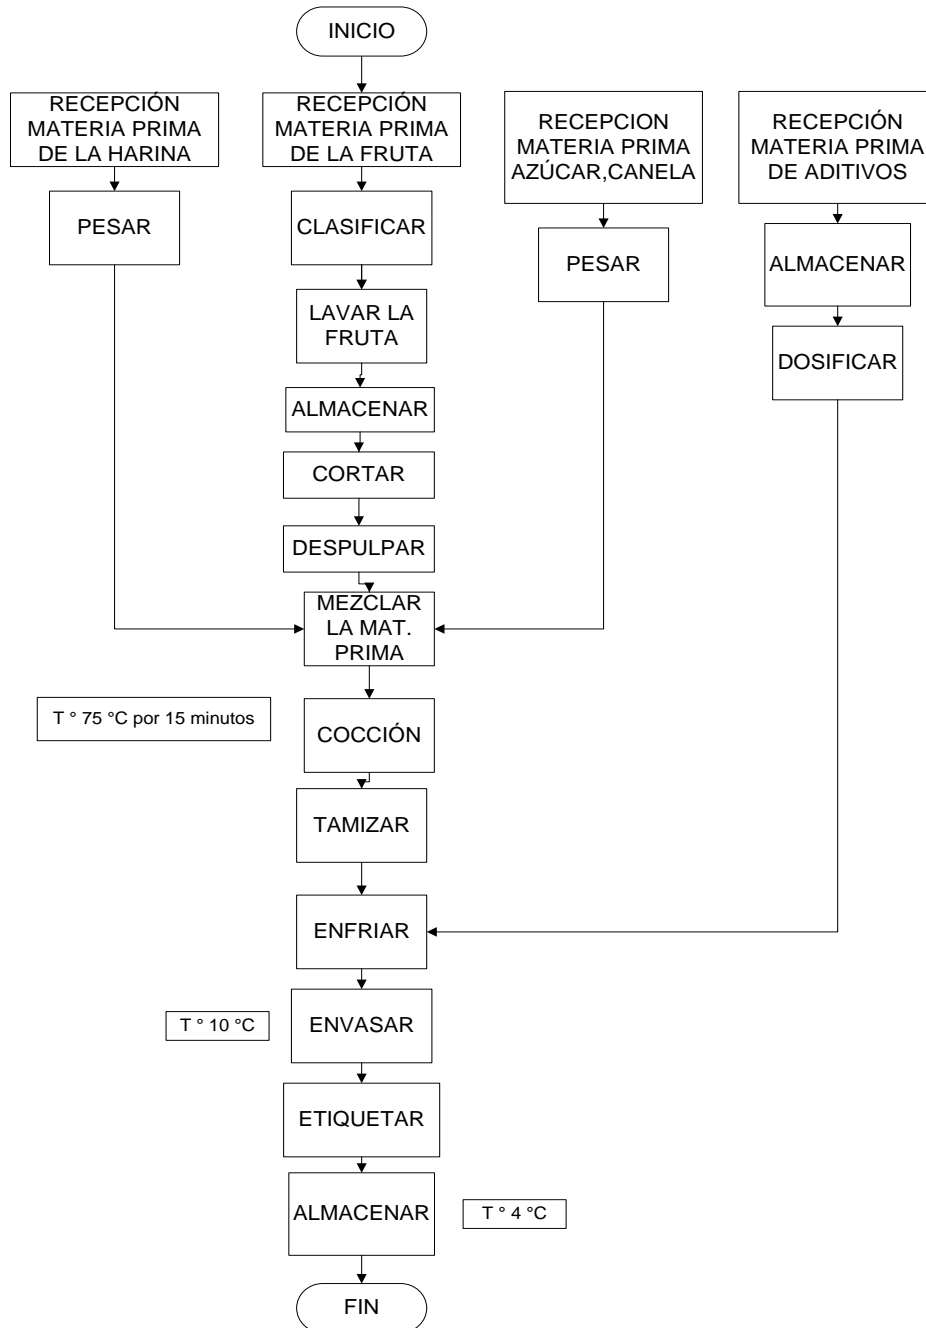 INICIO
RECEPCIÓN
MATERIA PRIMA
DE LA HARINA
RECEPCIÓN
MATERIA PRIMA
DE LA FRUTA
RECEPCION
MATERIA PRIMA
AZÚCAR,CANELA
RECEPCIÓN
MATERIA PRIMA
DE ADITIVOS
PESAR
CLASIFICAR
PESAR
ALMACENAR
LAVAR LA
FRUTA
DOSIFICAR
ALMACENAR
CORTAR
DESPULPAR
MEZCLAR
LA MAT.
PRIMA
T ° 75 °C por 15 minutos
COCCIÓN
TAMIZAR
ENFRIAR
T ° 10 °C
ENVASAR
ETIQUETAR
ALMACENAR
T ° 4 °C
FIN